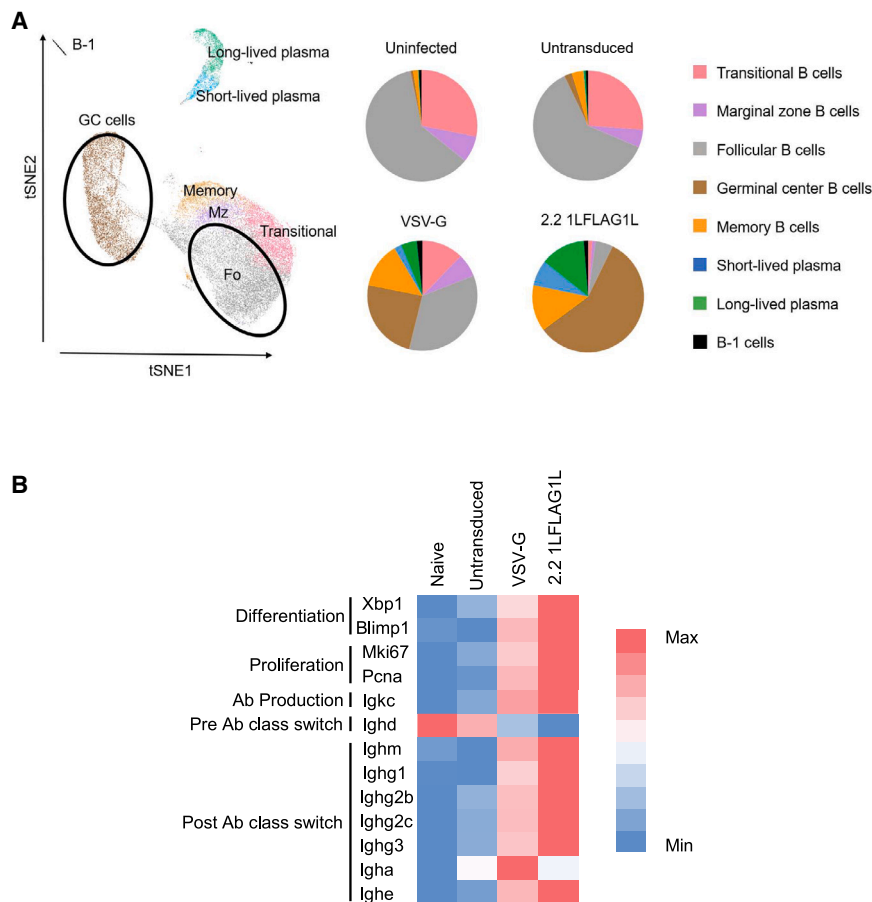 A
B-1
Long-lived plasma
Short-lived plasma
GC cells
Memory
Mz
Transitional
Fo
tSNE2
tSNE1
Uninfected
Untransduced
VSV-G
2.2 1LFLAG1L
Transitional B cells
Marginal zone B cells
Follicular B cells
Germinal center B cells
Memory B cells
Short-lived plasma
Long-lived plasma
B-1 cells
B
Naive
Untransduced
VSV-G
2.2 1LFLAG1L
Differentiation
Xbp1
Blimp1
Proliferation
Mki67
Pcna
Ab Production
Igkc
Pre Ab class switch
Ighd
Post Ab class switch
Ighm
Ighg1
Ighg2b
Ighg2c
Ighg3
Igha
Ighe
Max
Min